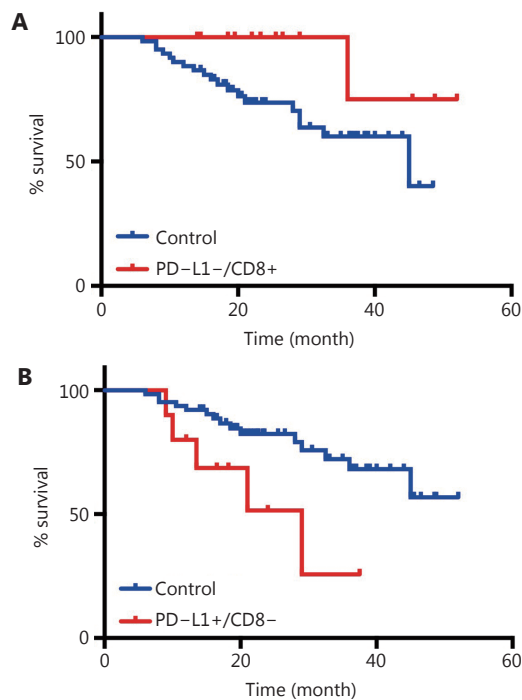 A
100
50
0
% survival
Control
PD−L1−/CD8+
0
20
40
60
Time (month)
B
100
50
0
% survival
Control
PD−L1+/CD8−
0
20
40
60
Time (month)